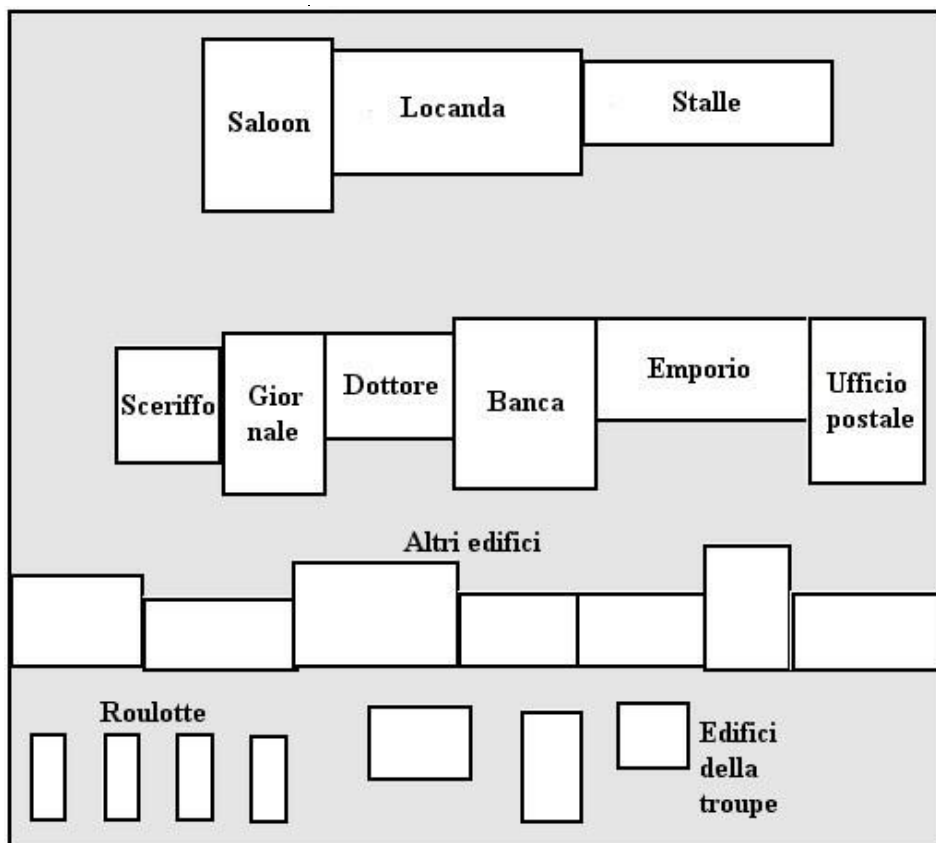 Saloon
Locanda
Stalle
Sceriffo
Gior
nale
Dottore
Banca
Emporio
Ufficio
postale
Altri edifici
Roulotte
Edifici
della
troupe